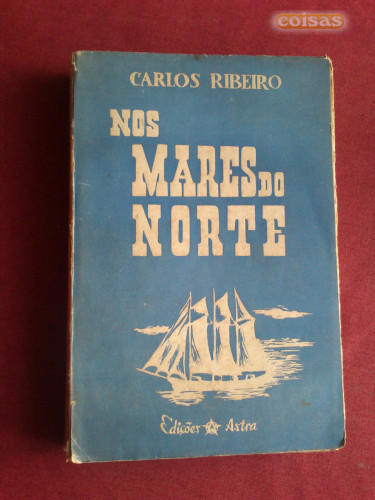 coisas
CARLOS RIBEIRO
NOS
MARES DO
NORTE
Edições Astra